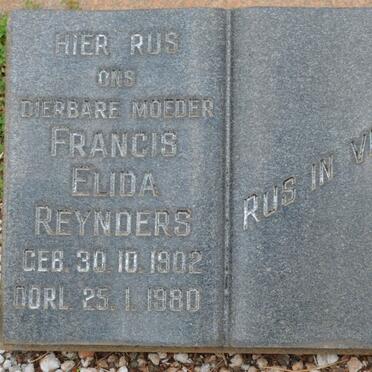 HIER RUS
ONS
DIERBARE MOEDER
FRANCIS
ELIDA
REYNDERS
GEB. 30. 10. 1902
OORL. 25. 1. 1980
RUS IN